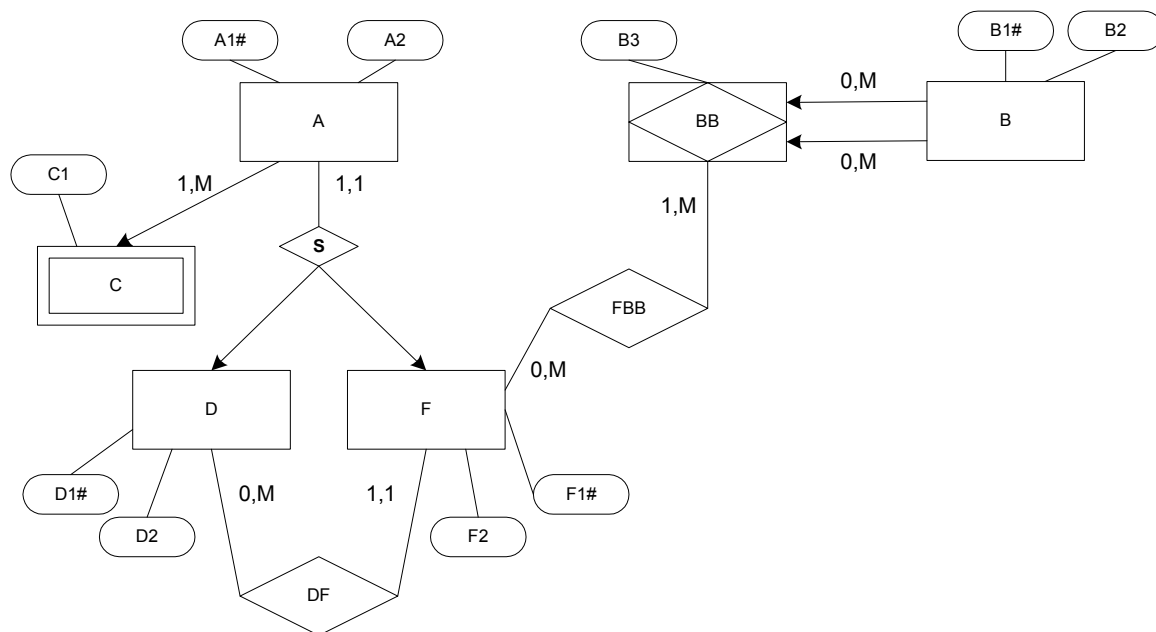 A1#
A2
B3
B1#
B2
A
BB
0,M
B
0,M
C1
1,M
1,1
1,M
S
C
FBB
0,M
D
F
D1#
0,M
1,1
F1#
D2
F2
DF